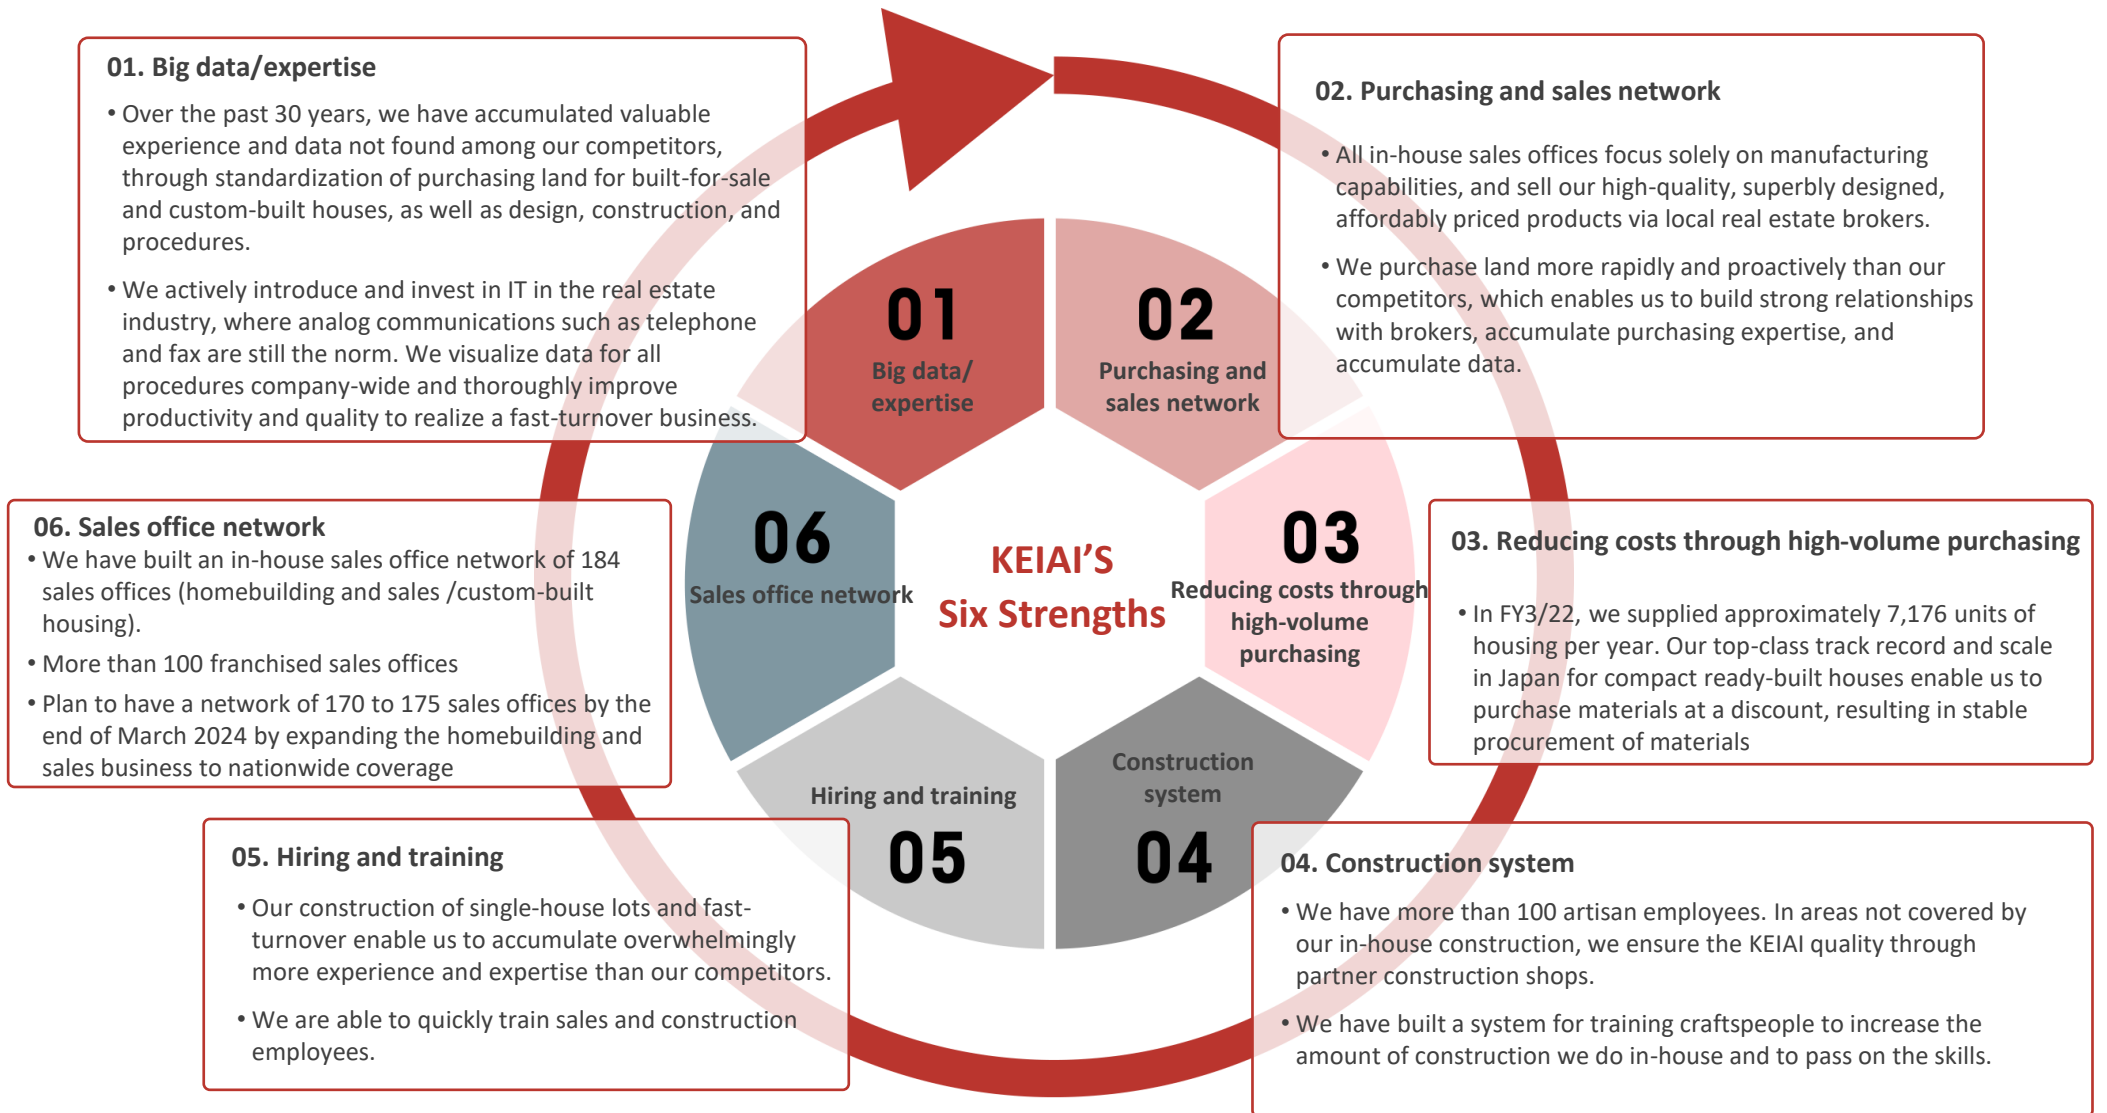 01. Big data/expertise
• Over the past 30 years, we have accumulated valuable
experience and data not found among our competitors,
through standardization of purchasing land for built-for-sale
and custom-built houses, as well as design, construction, and
procedures.
• We actively introduce and invest in IT in the real estate
industry, where analog communications such as telephone
and fax are still the norm. We visualize data for all
procedures company-wide and thoroughly improve
productivity and quality to realize a fast-turnover business.
02. Purchasing and sales network
• All in-house sales offices focus solely on manufacturing
capabilities, and sell our high-quality, superbly designed,
affordably priced products via local real estate brokers.
• We purchase land more rapidly and proactively than our
competitors, which enables us to build strong relationships
with brokers, accumulate purchasing expertise, and
accumulate data.
01
Big data/
expertise
02
Purchasing and
sales network
06
Sales office network
KEIAI'S
Six Strengths
03
Reducing costs through
high-volume
purchasing
Hiring and training
05
Construction
system
04
06. Sales office network
• We have built an in-house sales office network of 184
sales offices (homebuilding and sales /custom-built
housing).
• More than 100 franchised sales offices
• Plan to have a network of 170 to 175 sales offices by the
end of March 2024 by expanding the homebuilding and
sales business to nationwide coverage
03. Reducing costs through high-volume purchasing
• In FY3/22, we supplied approximately 7,176 units of
housing per year. Our top-class track record and scale
in Japan for compact ready-built houses enable us to
purchase materials at a discount, resulting in stable
procurement of materials
05. Hiring and training
• Our construction of single-house lots and fast-
turnover enable us to accumulate overwhelmingly
more experience and expertise than our competitors.
• We are able to quickly train sales and construction
employees.
04. Construction system
• We have more than 100 artisan employees. In areas not covered by
our in-house construction, we ensure the KEIAI quality through
partner construction shops.
• We have built a system for training craftspeople to increase the
amount of construction we do in-house and to pass on the skills.